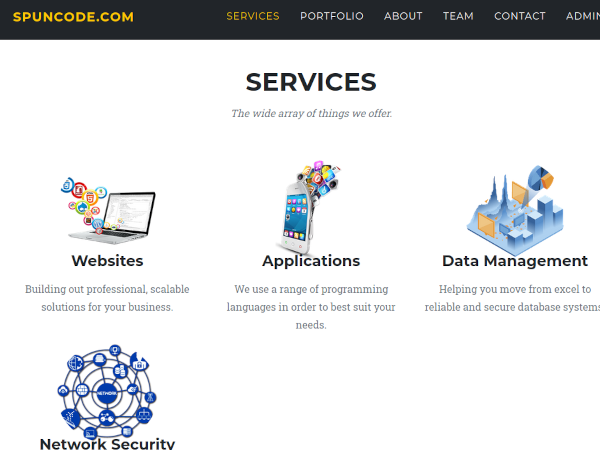 SPUNCODE.COM
SERVICES PORTFOLIO ABOUT TEAM CONTACT ADMIN
SERVICES
The wide array of things we offer.
Websites
Building out professional, scalable
solutions for your business.
Applications
We use a range of programming
languages in order to best suit your
needs.
Data Management
Helping you move from excel to
reliable and secure database systems
NETWORK
Network Security